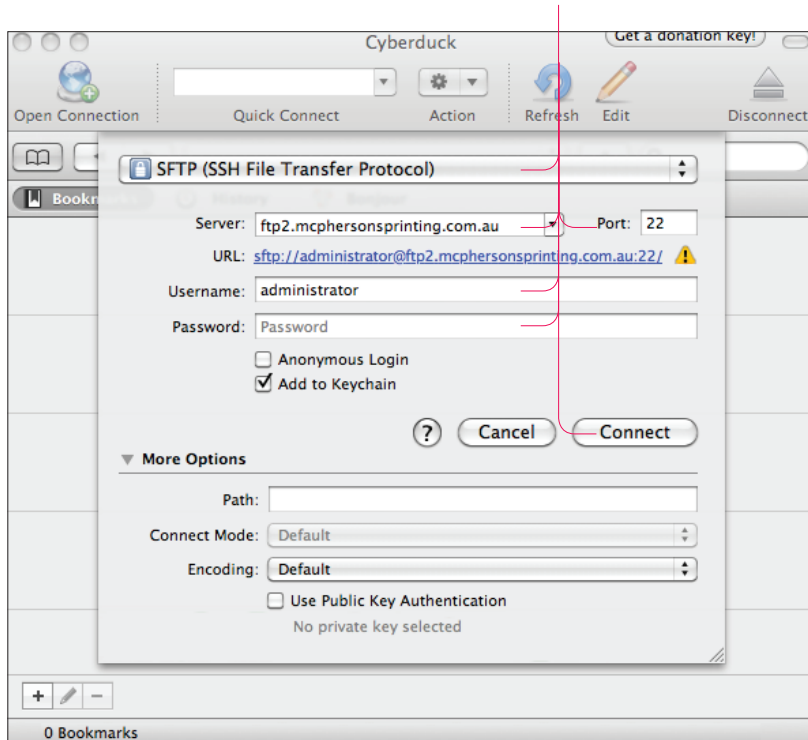 Cyberduck
Get a donation key!
Open Connection
Quick Connect
Action
Refresh
Edit
Disconnect
SFTP (SSH File Transfer Protocol)
History
Bonjour
Server: ftp2.mcphersonsprinting.com.au Port: 22
URL: sftp://administrator@ftp2.mcphersonsprinting.com.au:22/
Username: administrator
Password: Password
Anonymous Login
Add to Keychain
? Cancel Connect
More Options
Path:
Connect Mode: Default
Encoding: Default
Use Public Key Authentication
No private key selected
0 Bookmarks